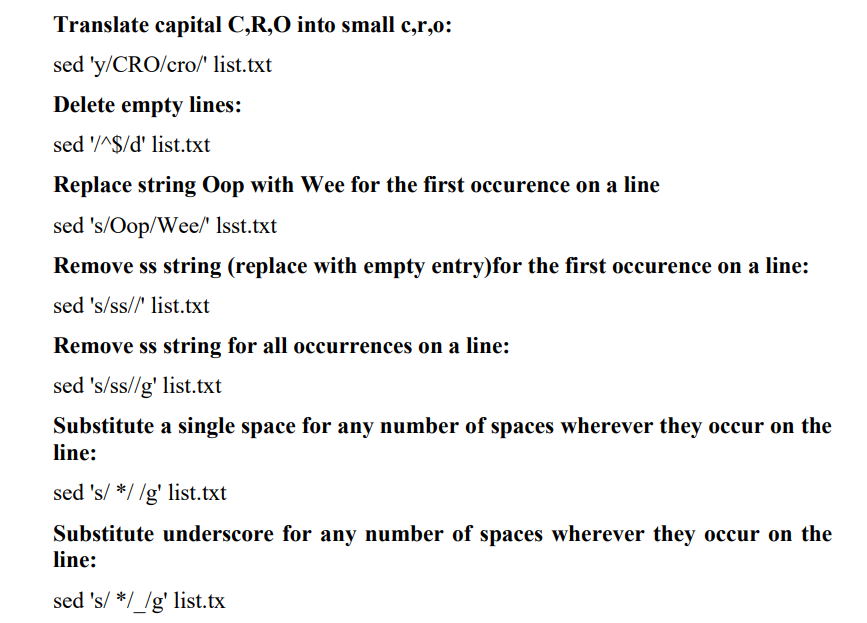 Translate capital C,R,O into small c,r,o:
sed 'y/CRO/cro/' list.txt
Delete empty lines:
sed '/^$/d' list.txt
Replace string Oop with Wee for the first occurence on a line
sed 's/Oop/Wee/' lsst.txt
Remove ss string (replace with empty entry)for the first occurence on a line:
sed 's/ss//' list.txt
Remove ss string for all occurrences on a line:
sed 's/ss//g' list.txt
Substitute a single space for any number of spaces wherever they occur on the
line:
sed 's/ */ /g' list.txt
Substitute underscore for any number of spaces wherever they occur on the
line:
sed 's/ */_/g' list.tx